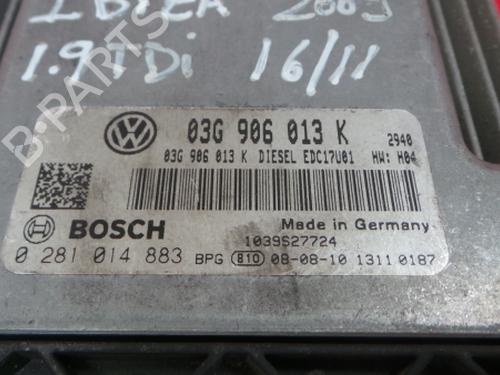 IBIZA 2009
1.9TDi 16/11
03G 906 013 K 2940
03G 906 013 K DIESEL EDC17U01 HW: H04
BOSCH Made in Germany
1039S27724
0 281 014 883 BPG 810 08-08-10 1311 0187
B-PARTS